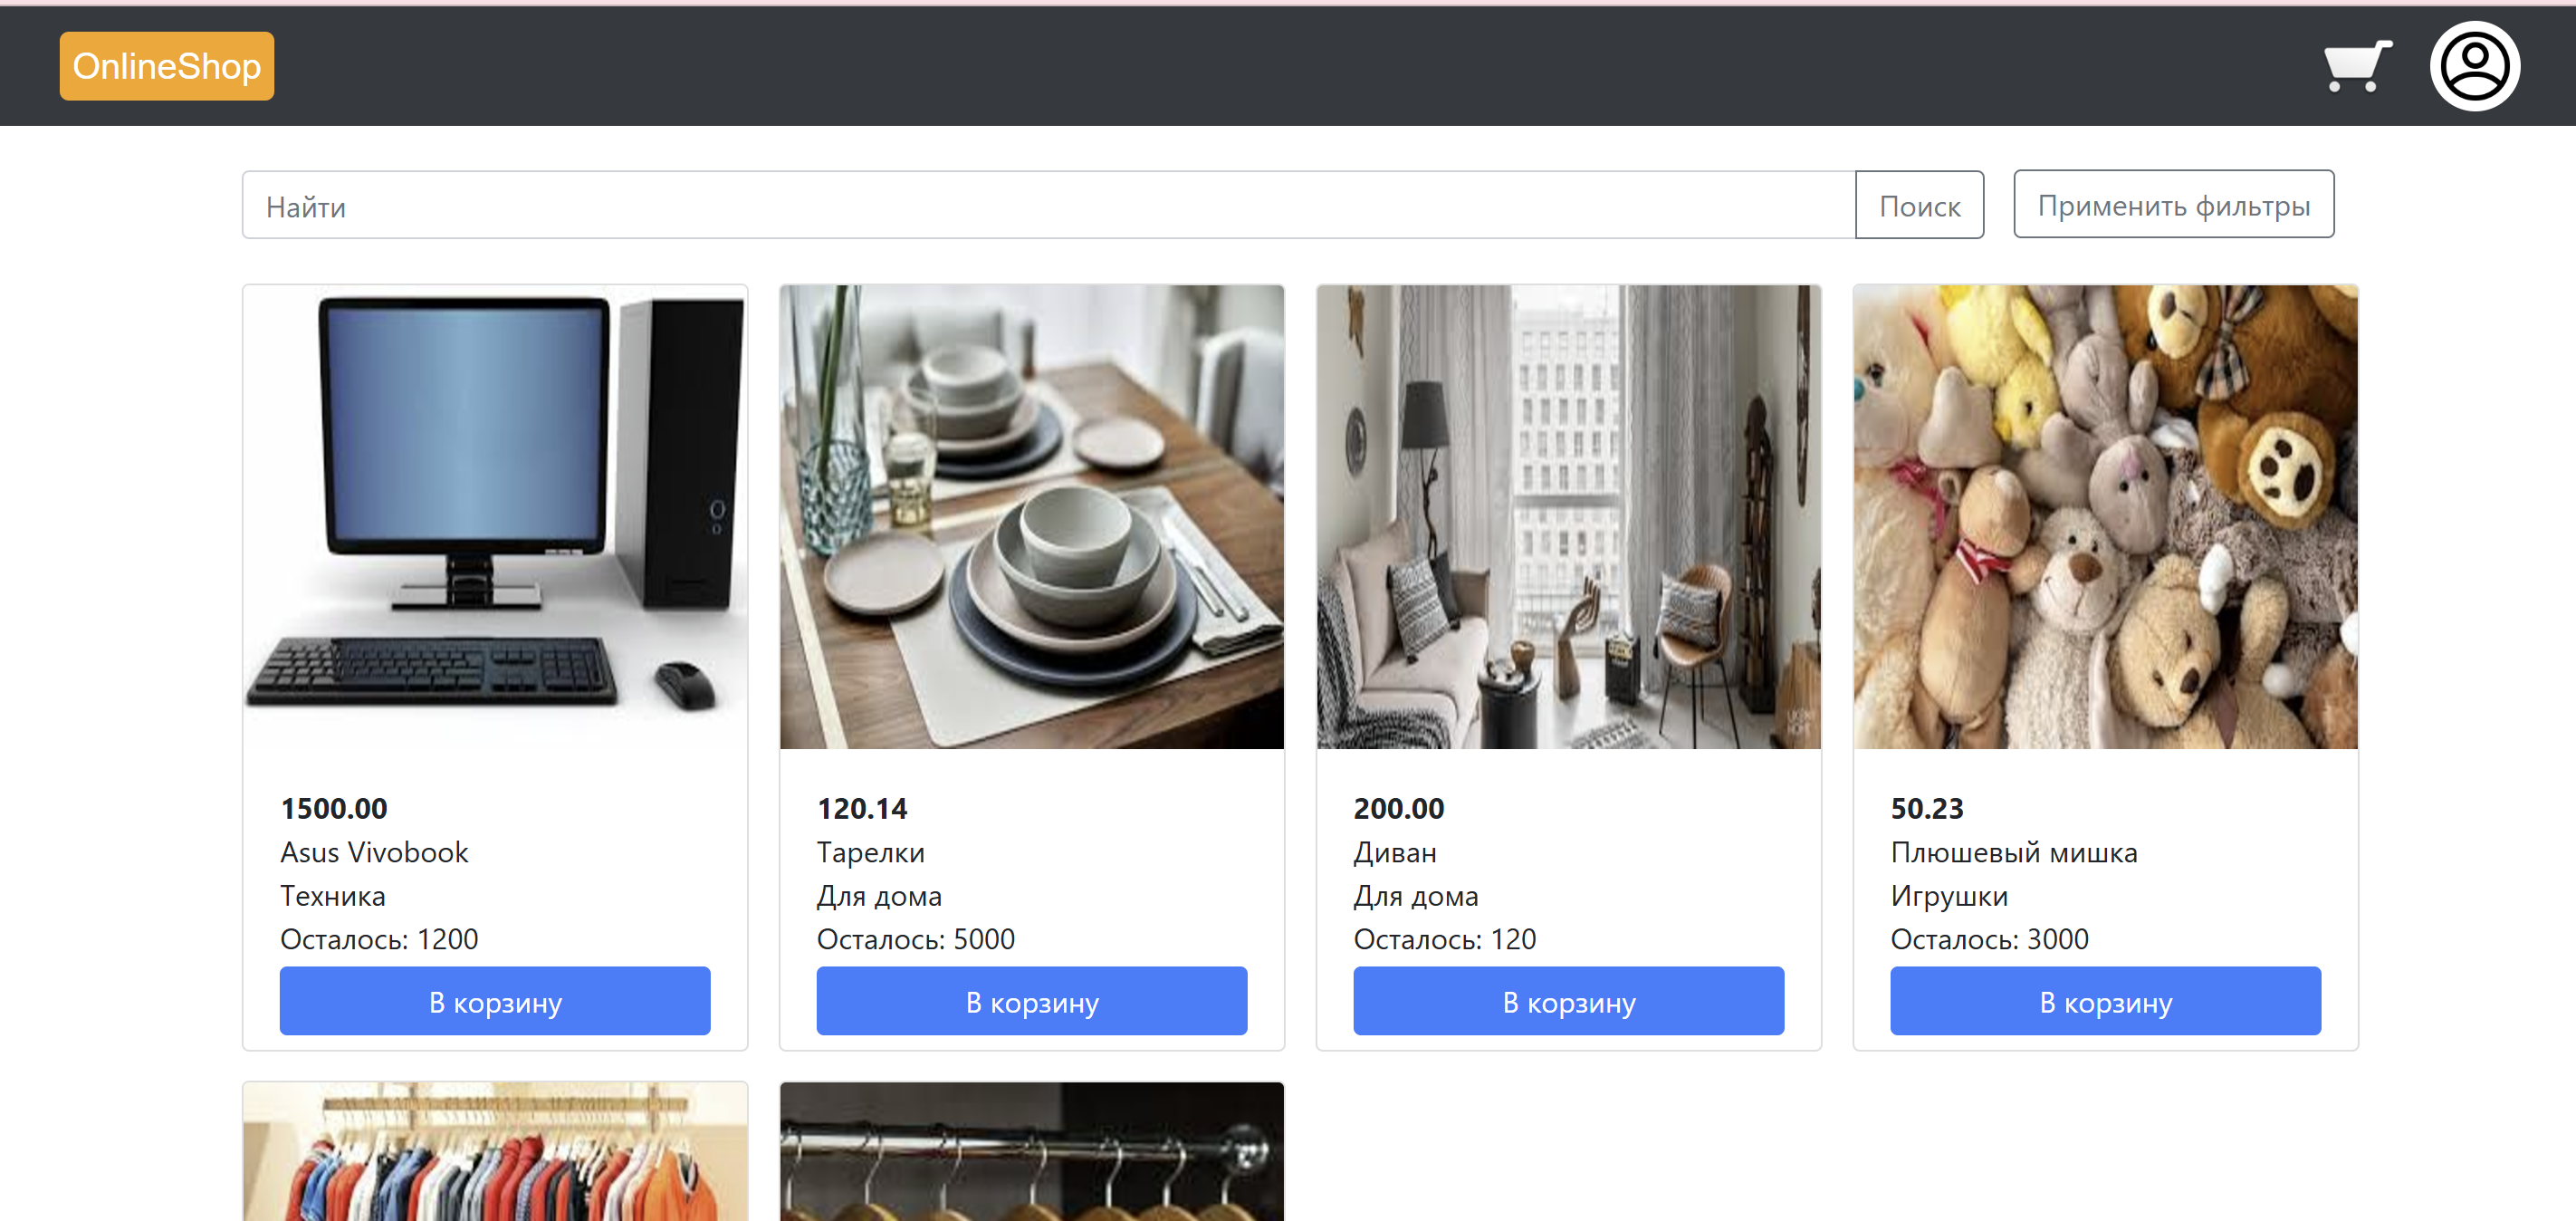 OnlineShop
Найти
Поиск
Применить фильтры
1500.00
Asus Vivobook
Техника
Осталось: 1200
В корзину
120.14
Тарелки
Для дома
Осталось: 5000
В корзину
200.00
Диван
Для дома
Осталось: 120
В корзину
50.23
Плюшевый мишка
Игрушки
Осталось: 3000
В корзину